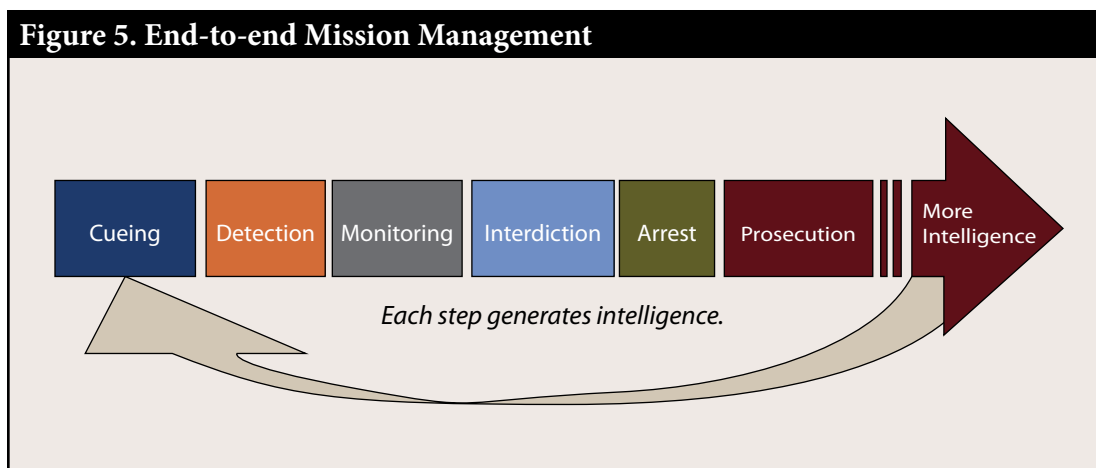 Figure 5. End-to-end Mission Management
Cueing
Detection
Monitoring
Interdiction
Arrest
Prosecution
More
Intelligence
Each step generates intelligence.